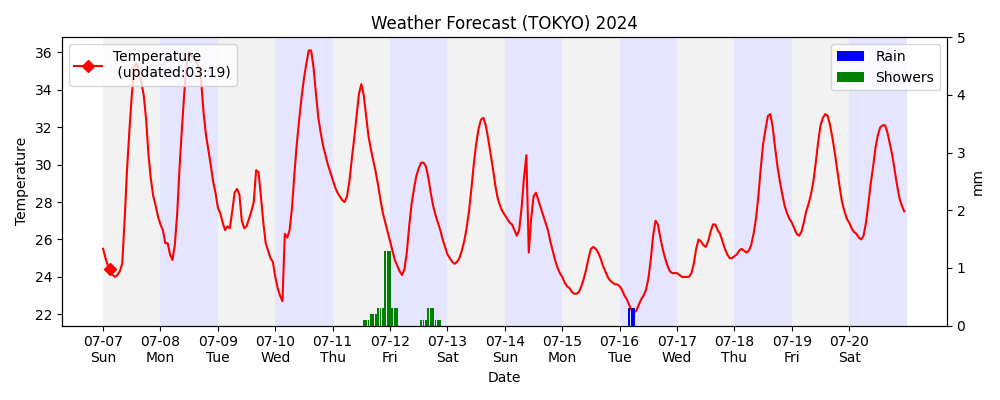 Weather Forecast (TOKYO) 2024
Temperature
(updated:03:19)
Rain
Showers
36
34
32
30
28
26
24
22
Temperature
5
4
3
2
1
0
mm
07-07 07-08 07-09 07-10 07-11 07-12 07-13 07-14 07-15 07-16 07-17 07-18 07-19 07-20
Sun Mon Tue Wed Thu Fri Sat Sun Mon Tue Wed Thu Fri Sat
Date